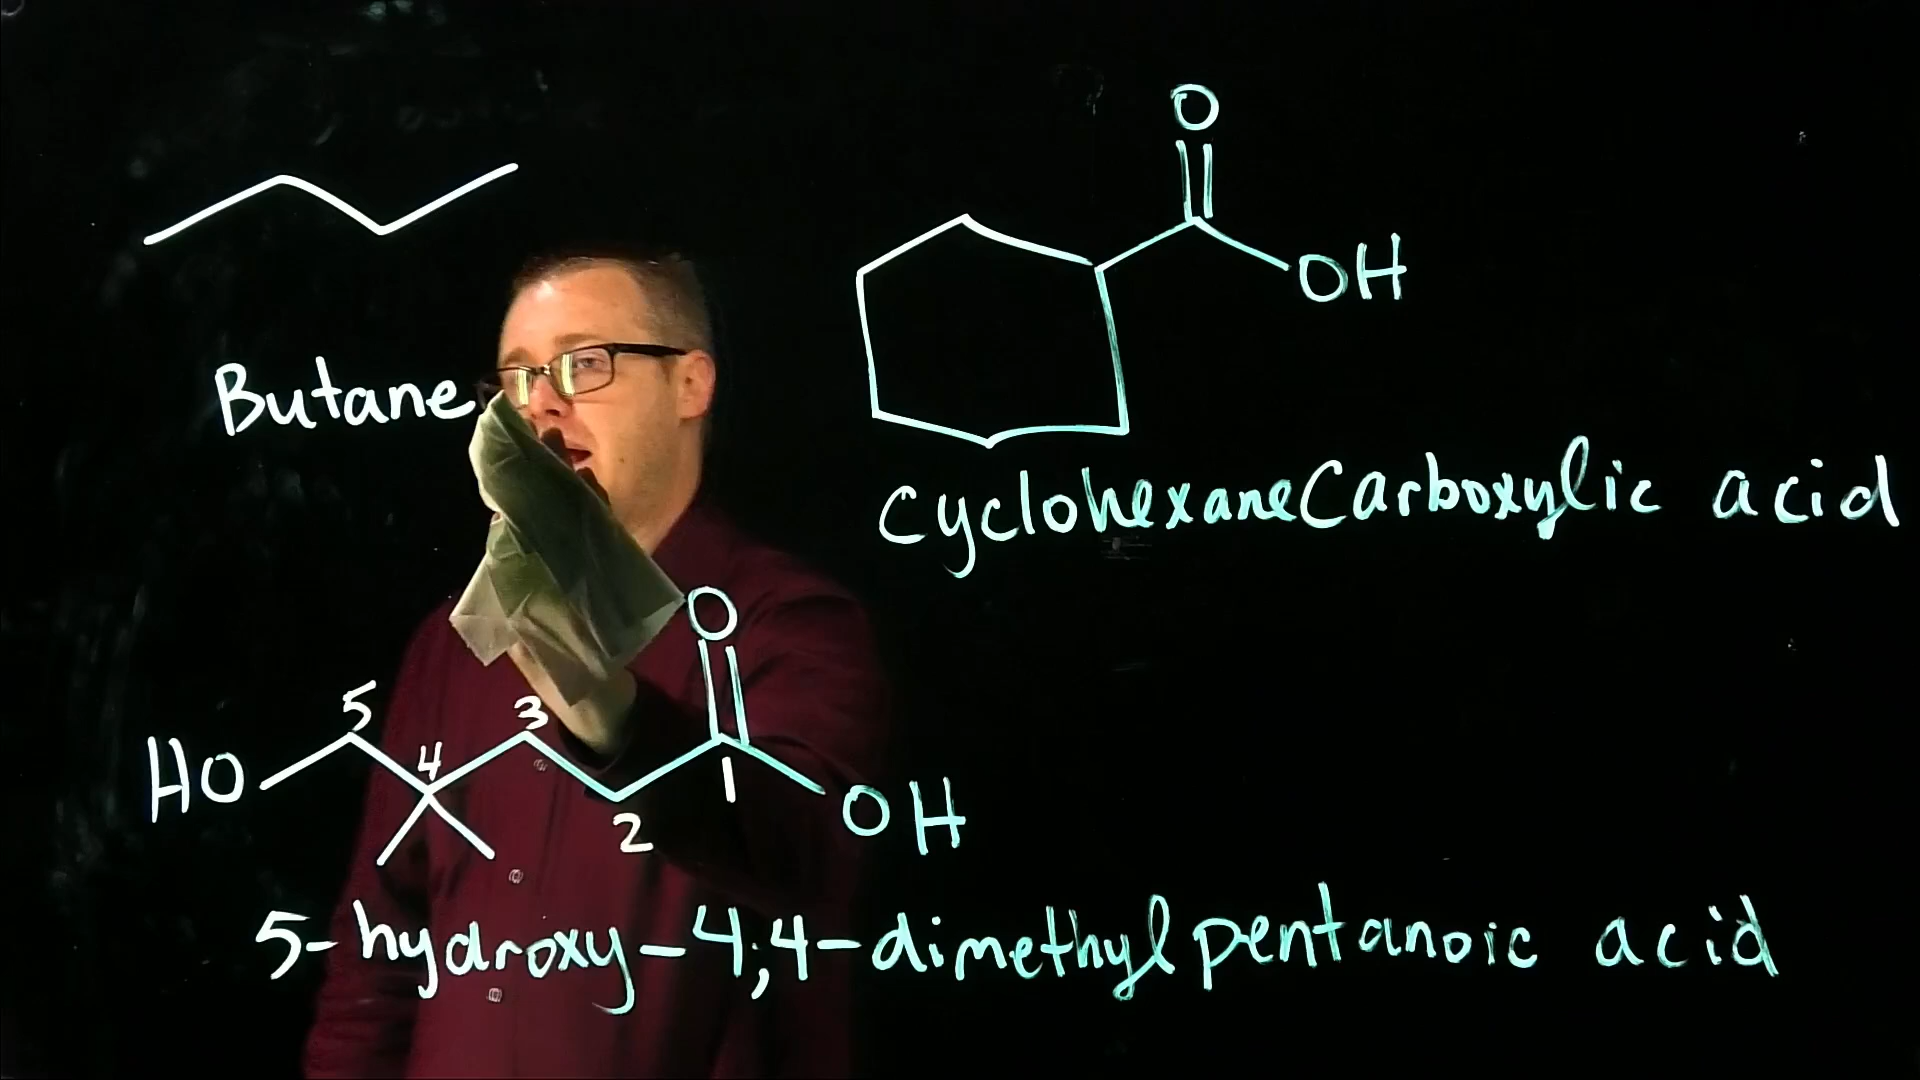 O
OH
Butane
cyclohexanecarboxylic acid
O
5 3
HO 4 1
2 OH
5-hydroxy-4,4-dimethylpentanoic acid